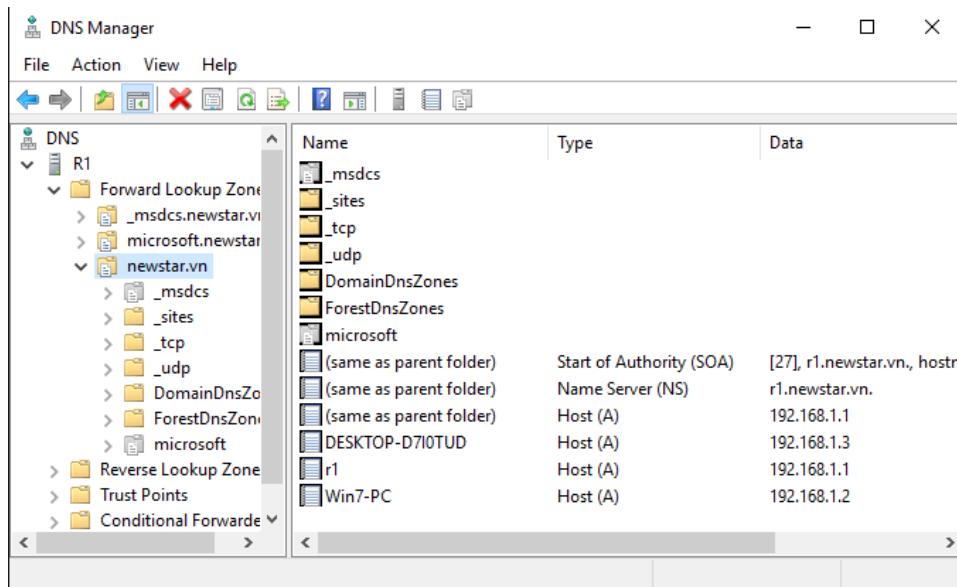 DNS Manager
File Action View Help
DNS
R1
Forward Lookup Zone
_msdcs.newstar.vn
microsoft.newstar
newstar.vn
_msdcs
_sites
_tcp
_udp
DomainDnsZo
ForestDnsZon
microsoft
Reverse Lookup Zone
Trust Points
Conditional Forwarde
Name Type Data
_msdcs
_sites
_tcp
_udp
DomainDnsZones
ForestDnsZones
microsoft
(same as parent folder) Start of Authority (SOA) [27], r1.newstar.vn., hostr
(same as parent folder) Name Server (NS) r1.newstar.vn.
(same as parent folder) Host (A) 192.168.1.1
DESKTOP-D7I0TUD Host (A) 192.168.1.3
r1 Host (A) 192.168.1.1
Win7-PC Host (A) 192.168.1.2